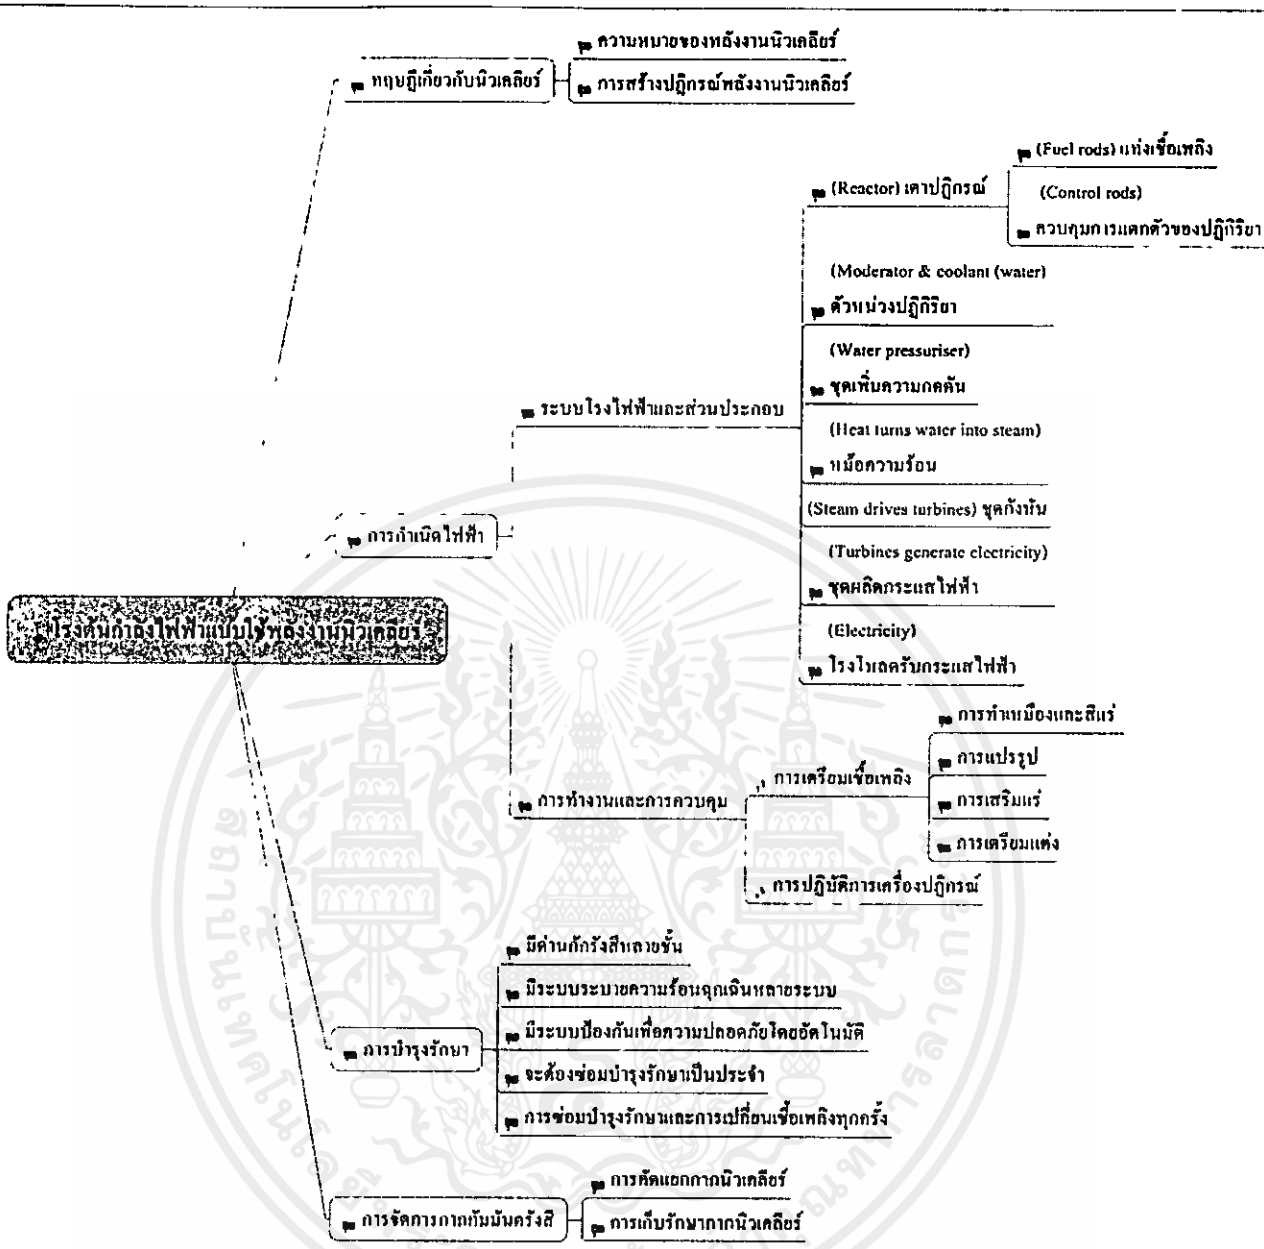 ความหมายของพลังงานนิวเคลียร์
ทฤษฎีเกี่ยวกับนิวเคลียร์
การสร้างปฏิกรณ์พลังงานนิวเคลียร์
(Fuel rods) แท่งเชื้อเพลิง
(Reactor) เตาปฏิกรณ์
(Control rods)
ควบคุมการแตกตัวของปฏิกิริยา
(Moderator & coolant (water)
ตัวหน่วงปฏิกิริยา
(Water pressuriser)
ชุดเพิ่มความกดดัน
ระบบโรงไฟฟ้าและส่วนประกอบ
(Heat turns water into steam)
หม้อความร้อน
(Steam drives turbines) ชุดกังหัน
การกำเนิดไฟฟ้า
(Turbines generate electricity)
ชุดผลิตกระแสไฟฟ้า
โรงต้นกำลังไฟฟ้าแบบใช้พลังงานนิวเคลียร์
(Electricity)
โรงโหลดรับกระแสไฟฟ้า
การทำเหมืองและสีแร่
การแปรรูป
การเตรียมเชื้อเพลิง
การทำงานและการควบคุม
การเสริมแร่
การเตรียมแท่ง
การปฏิบัติการเครื่องปฏิกรณ์
มีด่านกักรังสีหลายชั้น
มีระบบระบายความร้อนฉุกเฉินหลายระบบ
มีระบบป้องกันเพื่อความปลอดภัยโดยอัตโนมัติ
การบำรุงรักษา
จะต้องซ่อมบำรุงรักษาเป็นประจำ
การซ่อมบำรุงรักษาและการเปลี่ยนเชื้อเพลิงทุกครั้ง
การคัดแยกกากนิวเคลียร์
การจัดการกากกัมมันตรังสี
การเก็บรักษากากนิวเคลียร์